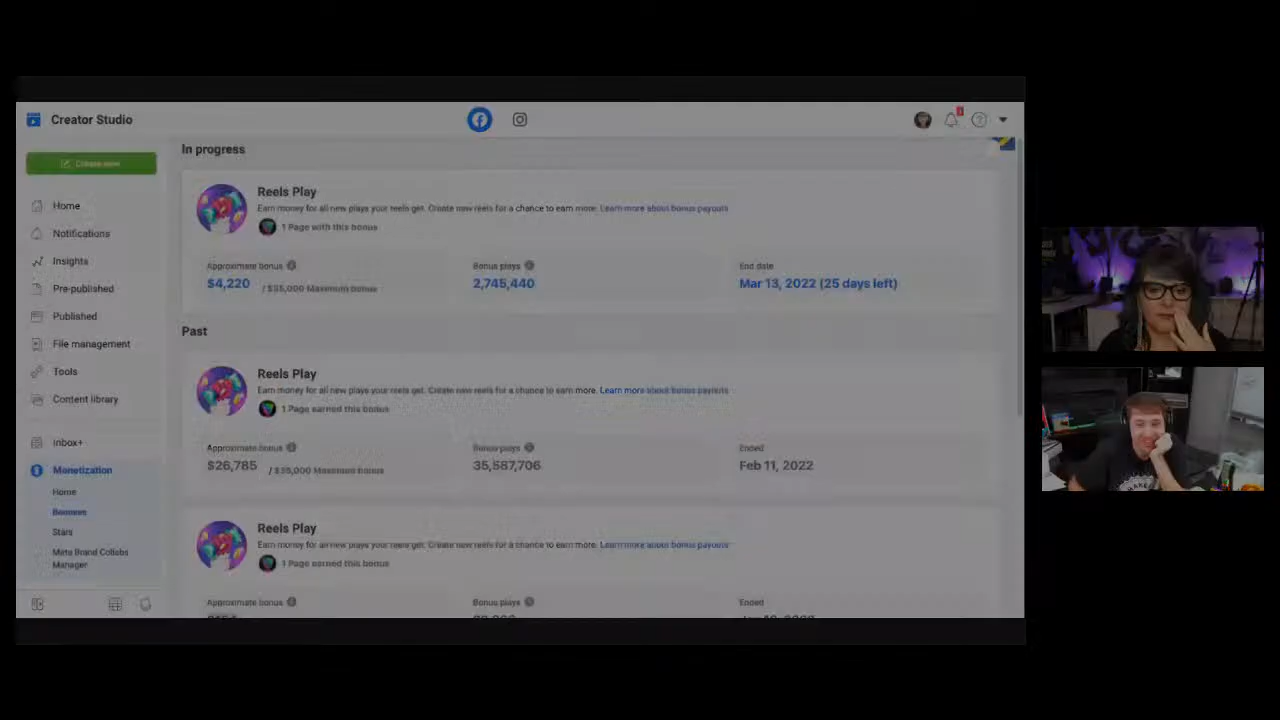 Creator Studio
Create new
Home
Notifications
Insights
Pre-published
Published
File management
Tools
Content library
Inbox+
Monetization
Home
Bonuses
Stars
Meta Brand Collabs
Manager
In progress
Reels Play
Earn money for all new plays your reels get. Create new reels for a chance to earn more. Learn more about bonus payouts
1 Page with this bonus
Approximate bonus
$4,220 / $35,000 Maximum bonus
Bonus plays
2,745,440
End date
Mar 13, 2022 (25 days left)
Past
Reels Play
Earn money for all new plays your reels get. Create new reels for a chance to earn more. Learn more about bonus payouts
1 Page earned this bonus
Approximate bonus
$26,785 / $35,000 Maximum bonus
Bonus plays
35,587,706
Ended
Feb 11, 2022
Reels Play
Earn money for all new plays your reels get. Create new reels for a chance to earn more. Learn more about bonus payouts
1 Page earned this bonus
Approximate bonus
Bonus plays
Ended